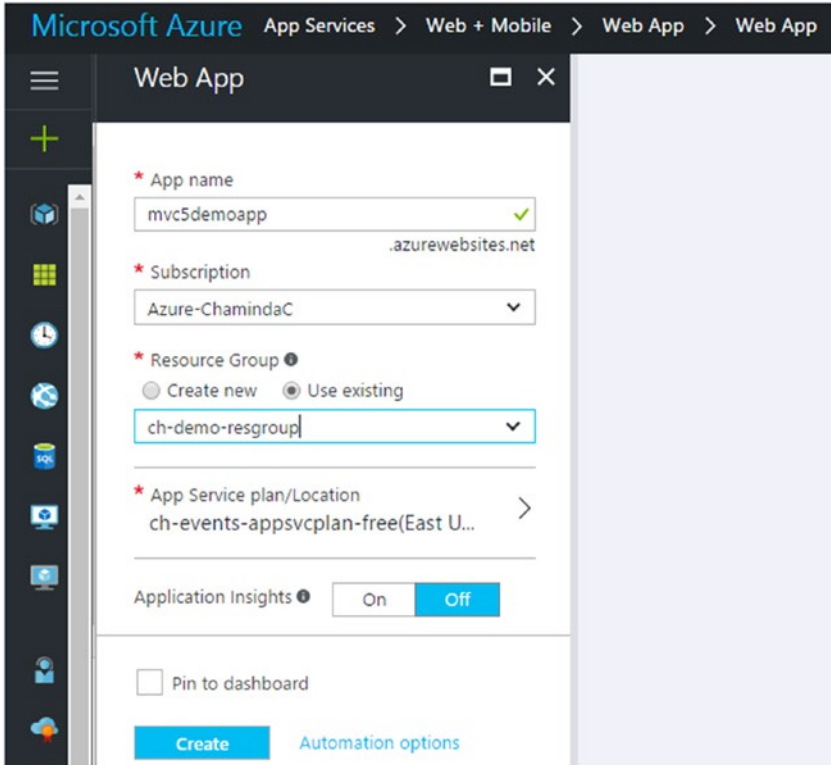 Microsoft Azure App Services > Web + Mobile > Web App > Web App
Web App
* App name
mvc5demoapp
.azurewebsites.net
* Subscription
Azure-ChamindaC
* Resource Group
Create new Use existing
ch-demo-resgroup
* App Service plan/Location
ch-events-appsvcplan-free(East U...
Application Insights On Off
Pin to dashboard
Create Automation options